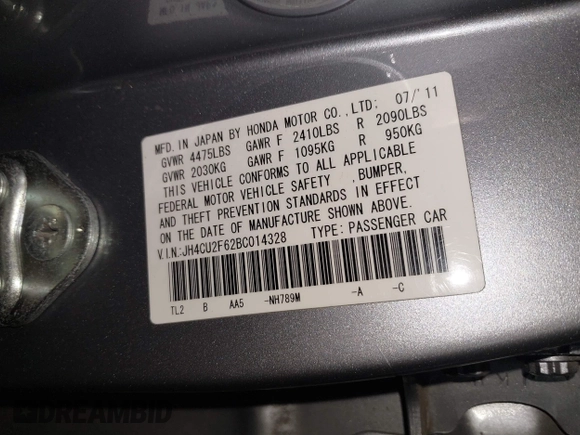 MFD. IN JAPAN BY HONDA MOTOR CO.,LTD: 07/'11
GVWR 4475LBS GAWR F 2410LBS R 2090LBS
GVWR 2030KG GAWR F 1095KG R 950KG
THIS VEHICLE CONFORMS TO ALL APPLICABLE
FEDERAL MOTOR VEHICLE SAFETY ,BUMPER,
AND THEFT PREVENTION STANDARDS IN EFFECT
ON THE DATE OF MANUFACTURE SHOWN ABOVE.
V.I.N:JH4CU2F62BC014328 TYPE: PASSENGER CAR
TL2 B AA5 -NH789M -A -C
DREAMBID